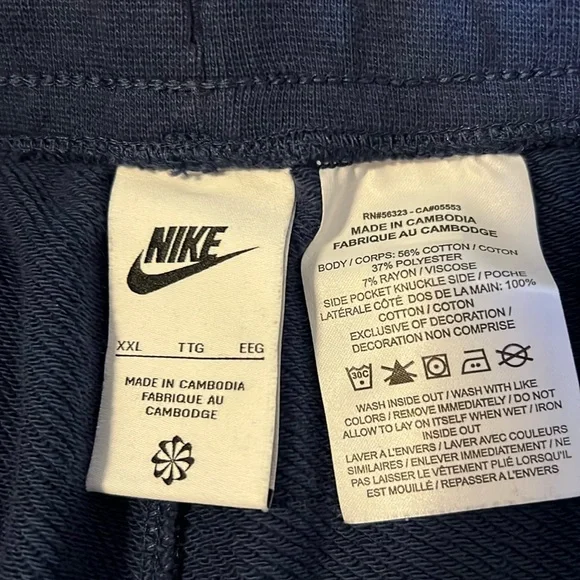 NIKE
XXL TTG EEG
MADE IN CAMBODIA
FABRIQUE AU
CAMBODGE
RN#56323 - CA#05553
MADE IN CAMBODIA
FABRIQUE AU CAMBODGE
BODY / CORPS: 56% COTTON / COTON
37% POLYESTER
7% RAYON / VISCOSE
SIDE POCKET KNUCKLE SIDE / POCHE
LATÉRALE CÔTÉ DOS DE LA MAIN: 100%
COTTON / COTON
EXCLUSIVE OF DECORATION /
DÉCORATION NON COMPRISE
30C
WASH INSIDE OUT / WASH WITH LIKE
COLORS / REMOVE IMMEDIATELY / DO NOT
ALLOW TO LAY ON ITSELF WHEN WET / IRON
INSIDE OUT
LAVER A L'ENVERS / LAVER AVEC COULEURS
SIMILAIRES / ENLEVER IMMEDIATEMENT / NE
PAS LAISSER LE VÊTEMENT PLIÉ LORSQU'IL
EST MOUILLÉ / REPASSER A L'ENVERS